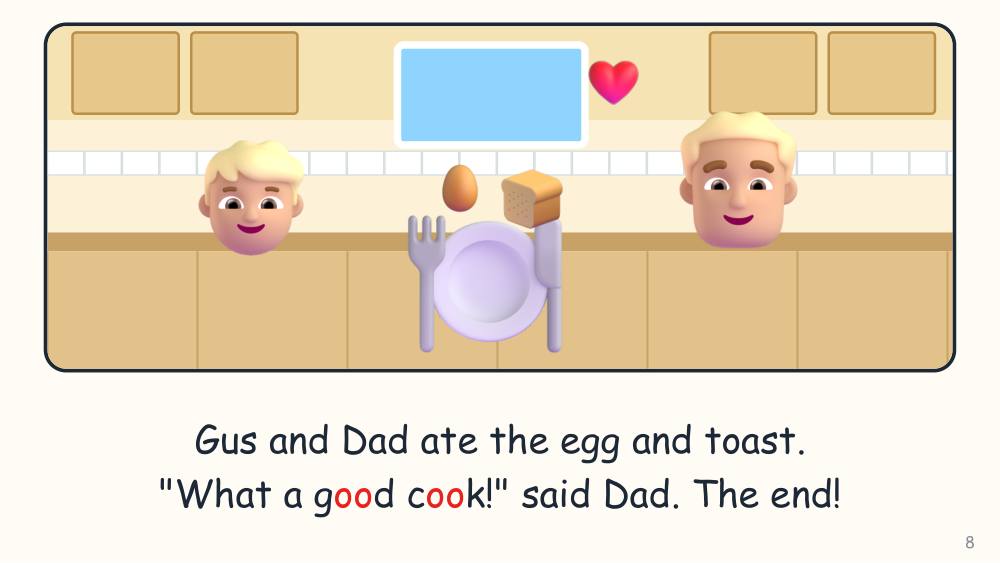 Gus and Dad ate the egg and toast.
"What a good cook!" said Dad. The end!
8